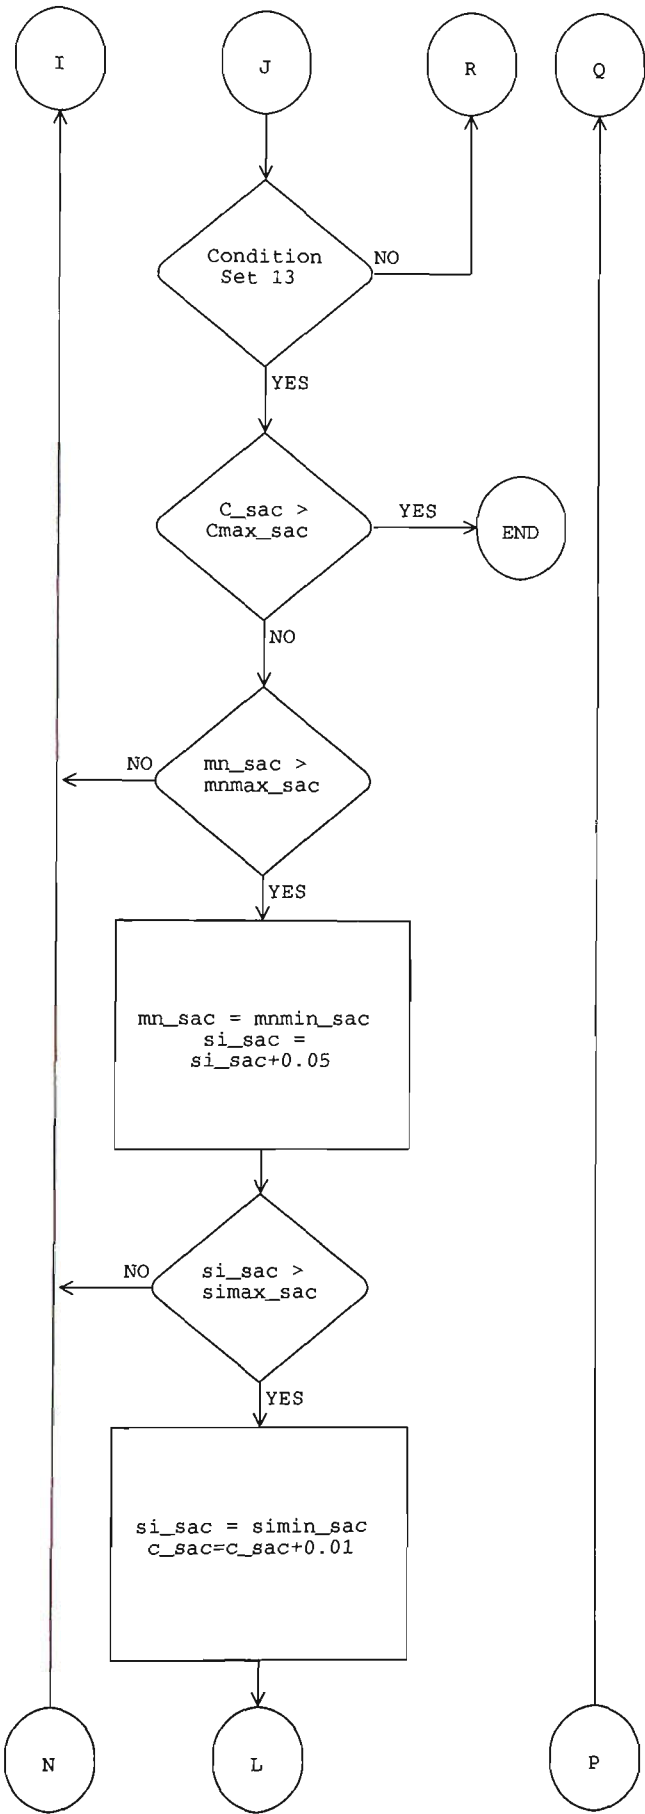 I
J
R
Q
Condition
Set 13
NO
YES
C_sac >
Cmax_sac
YES
END
NO
mn_sac >
mnmax_sac
NO
YES
mn_sac = mnmin_sac
si_sac =
si_sac+0.05
si_sac >
simax_sac
NO
YES
si_sac = simin_sac
c_sac=c_sac+0.01
N
L
P